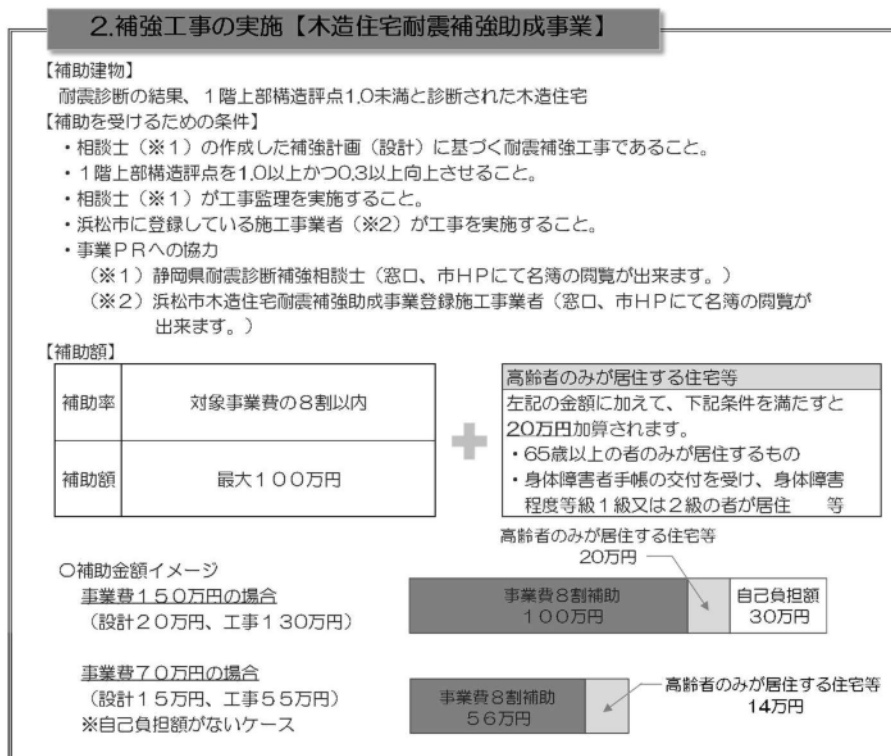 2.補強工事の実施【木造住宅耐震補強助成事業】
【補助建物】
耐震診断の結果、1階上部構造評点1.0未満と診断された木造住宅
【補助を受けるための条件】
・相談士(※1)の作成した補強計画(設計)に基づく耐震補強工事であること。
・1階上部構造評点を1.0以上かつ0.3以上向上させること。
・相談士(※1)が工事監理を実施すること。
・浜松市に登録している施工事業者(※2)が工事を実施すること。
・事業PRへの協力
(※1)静岡県耐震診断補強相談士(窓口、市HPにて名簿の閲覧が出来ます。)
(※2)浜松市木造住宅耐震補強助成事業登録施工事業者(窓口、市HPにて名簿の閲覧が
出来ます。)
【補助額】
補助率 対象事業費の8割以内
補助額 最大100万円
高齢者のみが居住する住宅等
左記の金額に加えて、下記条件を満たすと
20万円加算されます。
・65歳以上の者のみが居住するもの
・身体障害者手帳の交付を受け、身体障害
程度等級1級又は2級の者が居住 等
高齢者のみが居住する住宅等
20万円
○補助金額イメージ
事業費150万円の場合
(設計20万円、工事130万円)
事業費8割補助
100万円
自己負担額
30万円
事業費70万円の場合
(設計15万円、工事55万円)
※自己負担額がないケース
事業費8割補助
56万円
高齢者のみが居住する住宅等
14万円